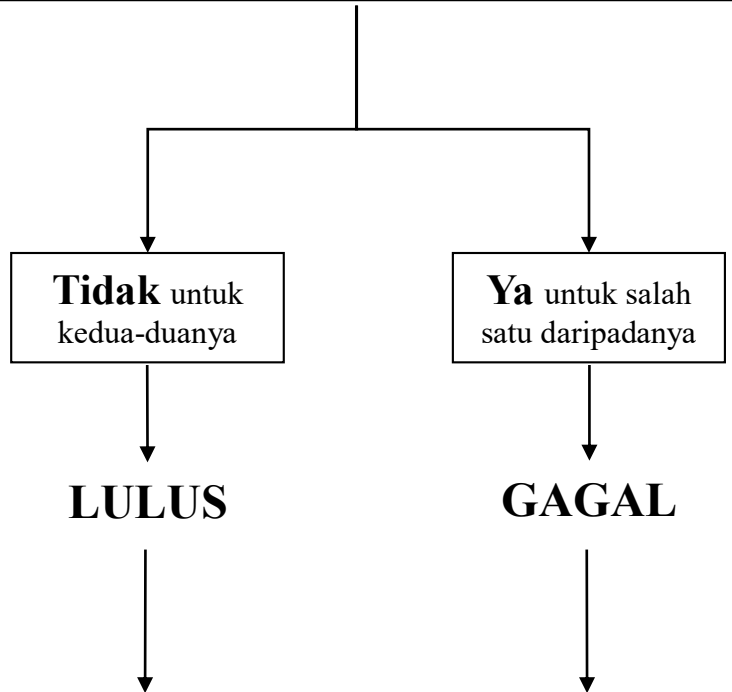 Tidak untuk
kedua-duanya
Ya untuk salah
satu daripadanya
LULUS
GAGAL